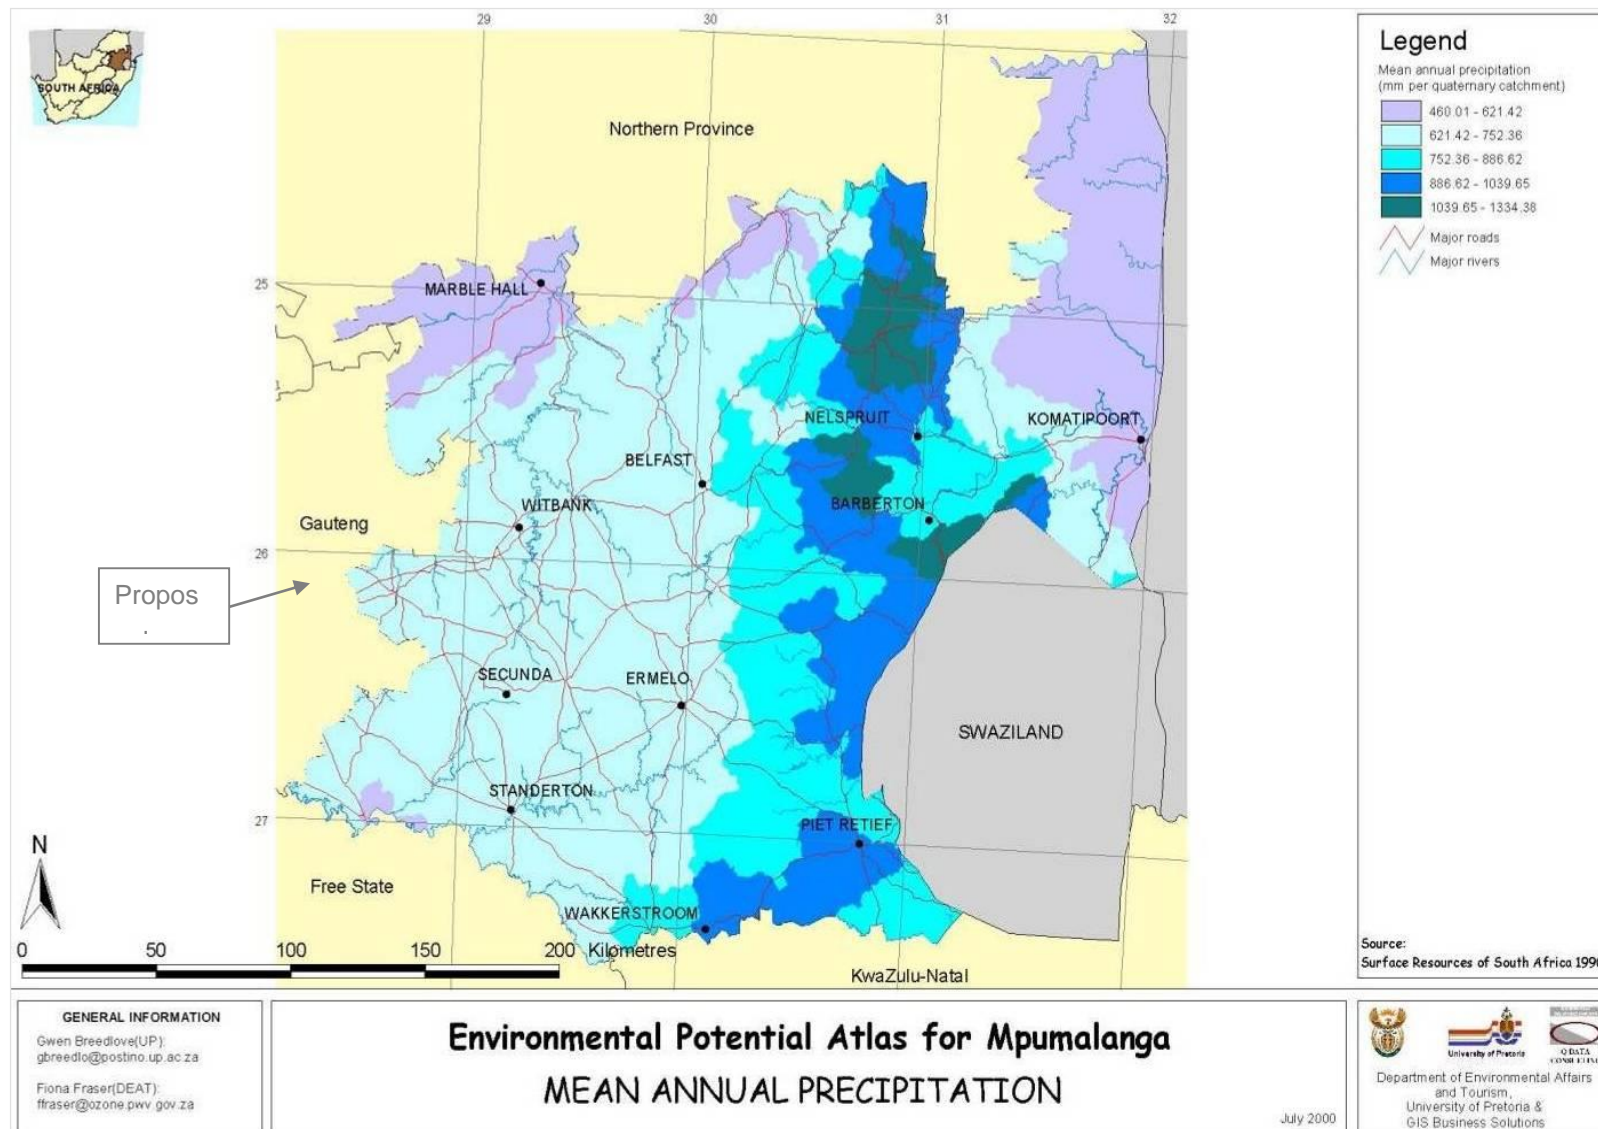 29
30
31
32
SOUTH AFRICA
Northern Province
25
MARBLE HALL
NELSPRUIT
KOMATIPOORT
BELFAST
WITBANK
BARBERTON
Gauteng
26
Propos
.
SECUNDA
ERMELO
SWAZILAND
STANDERTON
27
PIET RETIEF
N
Free State
WAKKERSTROOM
0 50 100 150 200 Kilometres
KwaZulu-Natal
Legend
Mean annual precipitation
(mm per quaternary catchment)
460.01 - 621.42
621.42 - 752.36
752.36 - 886.62
886.62 - 1039.65
1039.65 - 1334.38
Major roads
Major rivers
Source:
Surface Resources of South Africa 1990
GENERAL INFORMATION
Gwen Breedlove(UP):
gbreedlo@postino.up.ac.za
Fiona Fraser(DEAT):
ffraser@ozone.pwv.gov.za
Environmental Potential Atlas for Mpumalanga
MEAN ANNUAL PRECIPITATION
July 2000
University of Pretoria
Q DATA
Department of Environmental Affairs
and Tourism,
University of Pretoria &
GIS Business Solutions